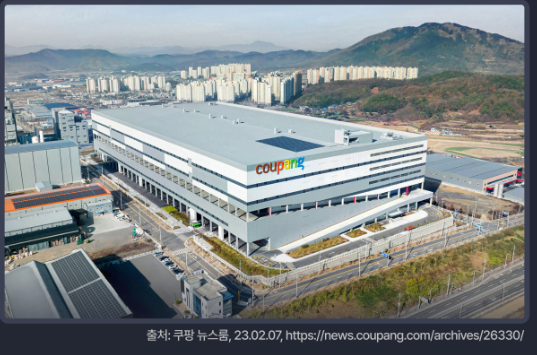 coupang
출처: 쿠팡 뉴스룸, 23.02.07, https://news.coupang.com/archives/26330/